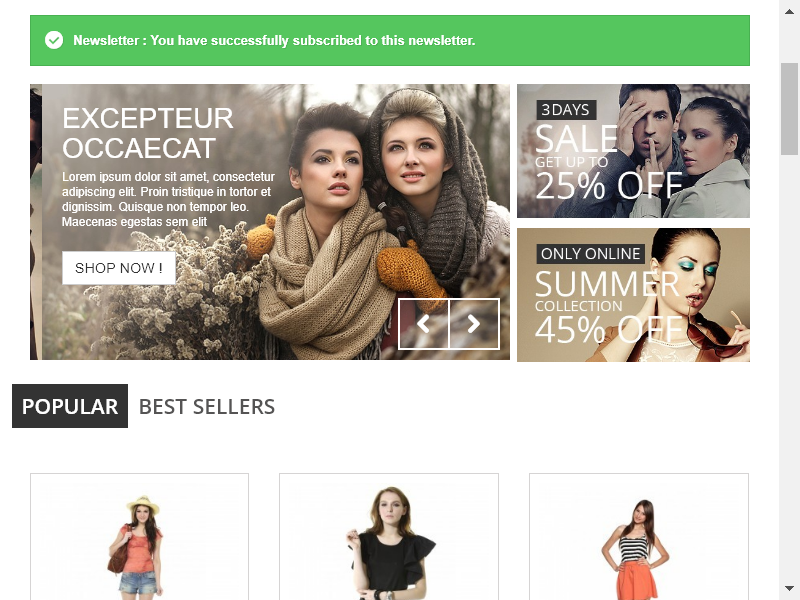 Newsletter : You have successfully subscribed to this newsletter.
EXCEPTEUR
OCCAECAT
Lorem ipsum dolor sit amet, consectetur
adipiscing elit. Proin tristique in tortor et
dignissim. Quisque non tempor leo.
Maecenas egestas sem elit
SHOP NOW !
3DAYS
SALE
GET UP TO
25% OFF
ONLY ONLINE
SUMMER
COLLECTION
45% OFF
POPULAR BEST SELLERS